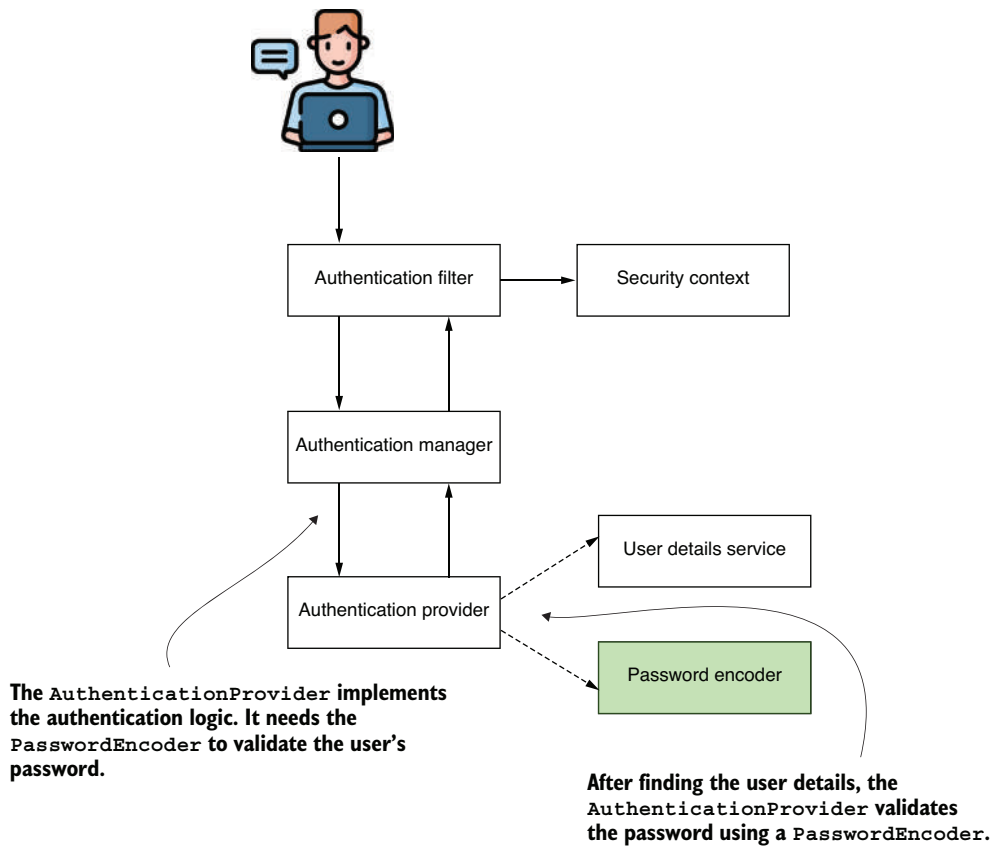 Authentication filter
Security context
Authentication manager
User details service
Authentication provider
Password encoder
The AuthenticationProvider implements
the authentication logic. It needs the
PasswordEncoder to validate the user’s
password.
After finding the user details, the
AuthenticationProvider validates
the password using a PasswordEncoder.